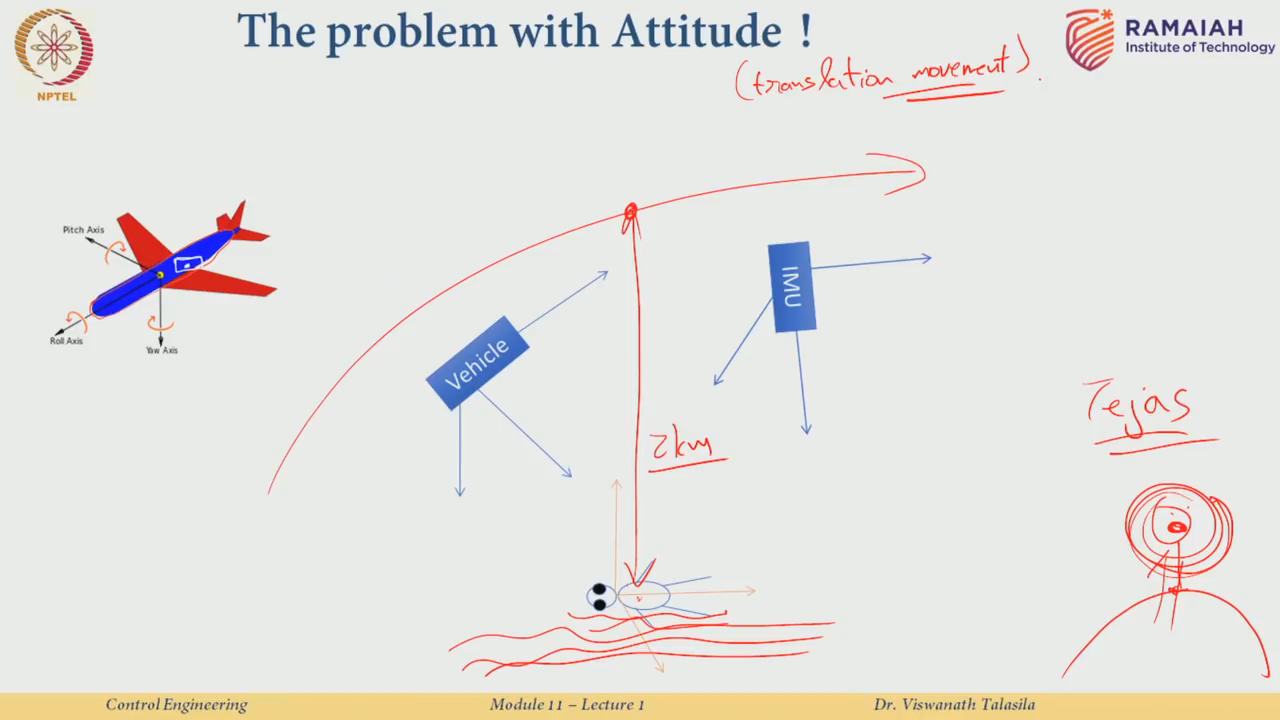 The problem with Attitude !
NPTEL
RAMAIAH
Institute of Technology
(translation movement).
Pitch Axis
Roll Axis
Yaw Axis
Vehicle
IMU
2km
Tejas
Control Engineering
Module 11 – Lecture 1
Dr. Viswanath Talasila